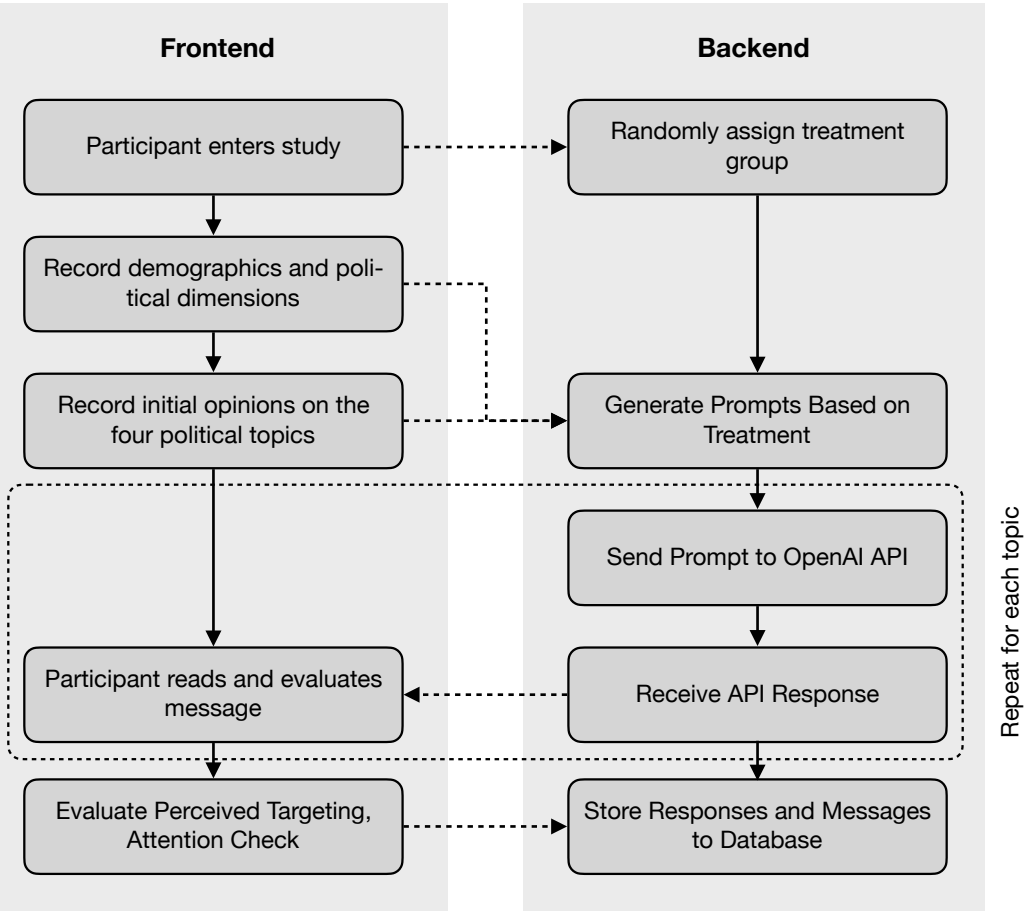 Frontend
Backend
Participant enters study
Randomly assign treatment
group
Record demographics and poli-
tical dimensions
Record initial opinions on the
four political topics
Generate Prompts Based on
Treatment
Send Prompt to OpenAI API
Participant reads and evaluates
message
Receive API Response
Repeat for each topic
Evaluate Perceived Targeting,
Attention Check
Store Responses and Messages
to Database